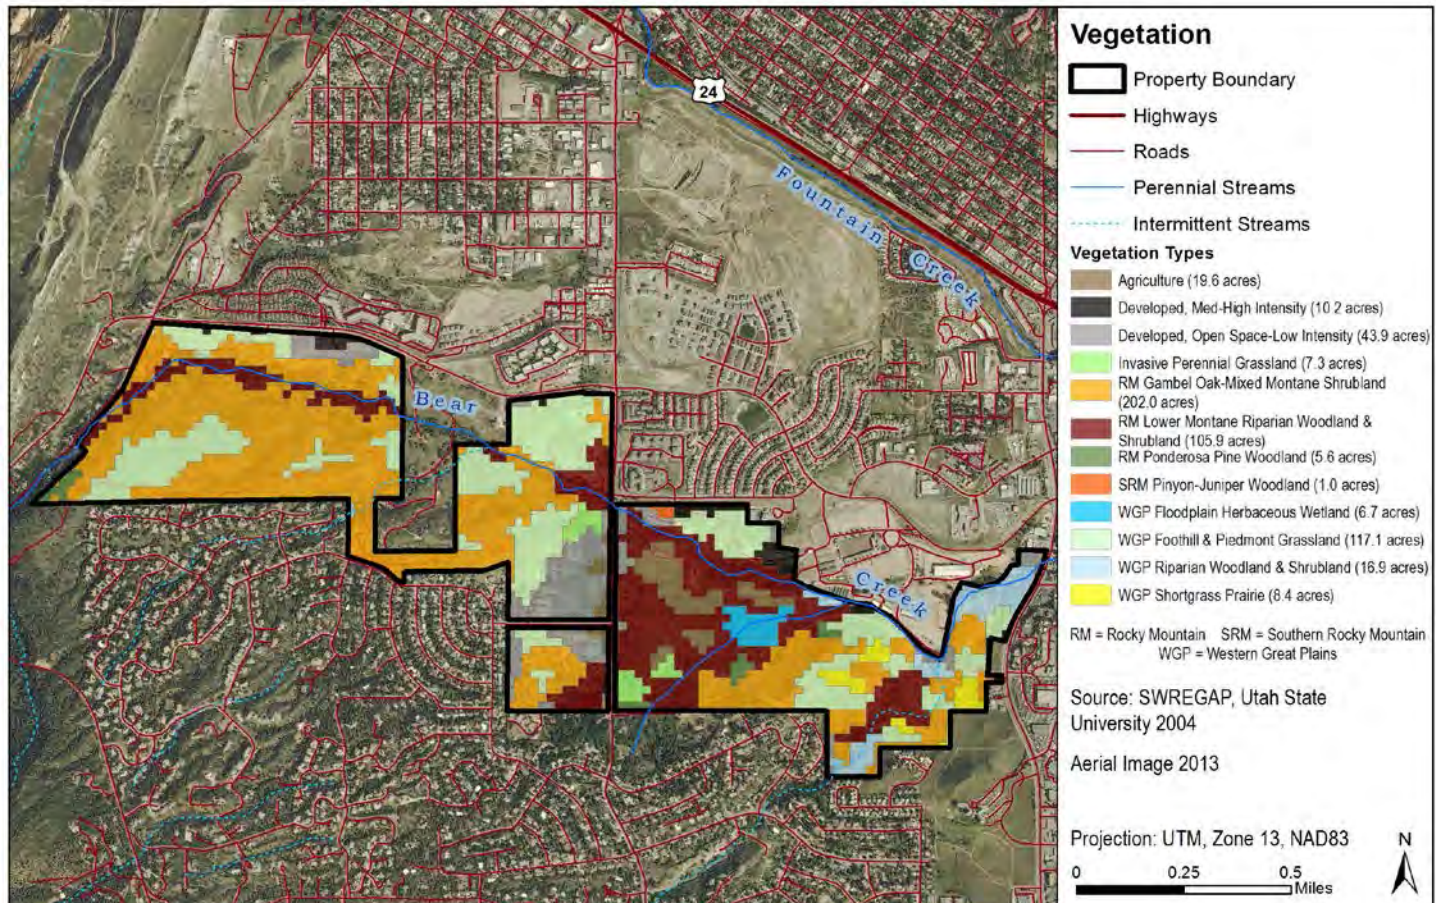 24
Fountain
Creek
Bear
Creek
Vegetation
Property Boundary
Highways
Roads
Perennial Streams
Intermittent Streams
Vegetation Types
Agriculture (19.6 acres)
Developed, Med-High Intensity (10.2 acres)
Developed, Open Space-Low Intensity (43.9 acres)
Invasive Perennial Grassland (7.3 acres)
RM Gambel Oak-Mixed Montane Shrubland
(202.0 acres)
RM Lower Montane Riparian Woodland &
Shrubland (105.9 acres)
RM Ponderosa Pine Woodland (5.6 acres)
SRM Pinyon-Juniper Woodland (1.0 acres)
WGP Floodplain Herbaceous Wetland (6.7 acres)
WGP Foothill & Piedmont Grassland (117.1 acres)
WGP Riparian Woodland & Shrubland (16.9 acres)
WGP Shortgrass Prairie (8.4 acres)
RM = Rocky Mountain SRM = Southern Rocky Mountain
WGP = Western Great Plains
Source: SWREGAP, Utah State
University 2004
Aerial Image 2013
Projection: UTM, Zone 13, NAD83
N
0 0.25 0.5
Miles